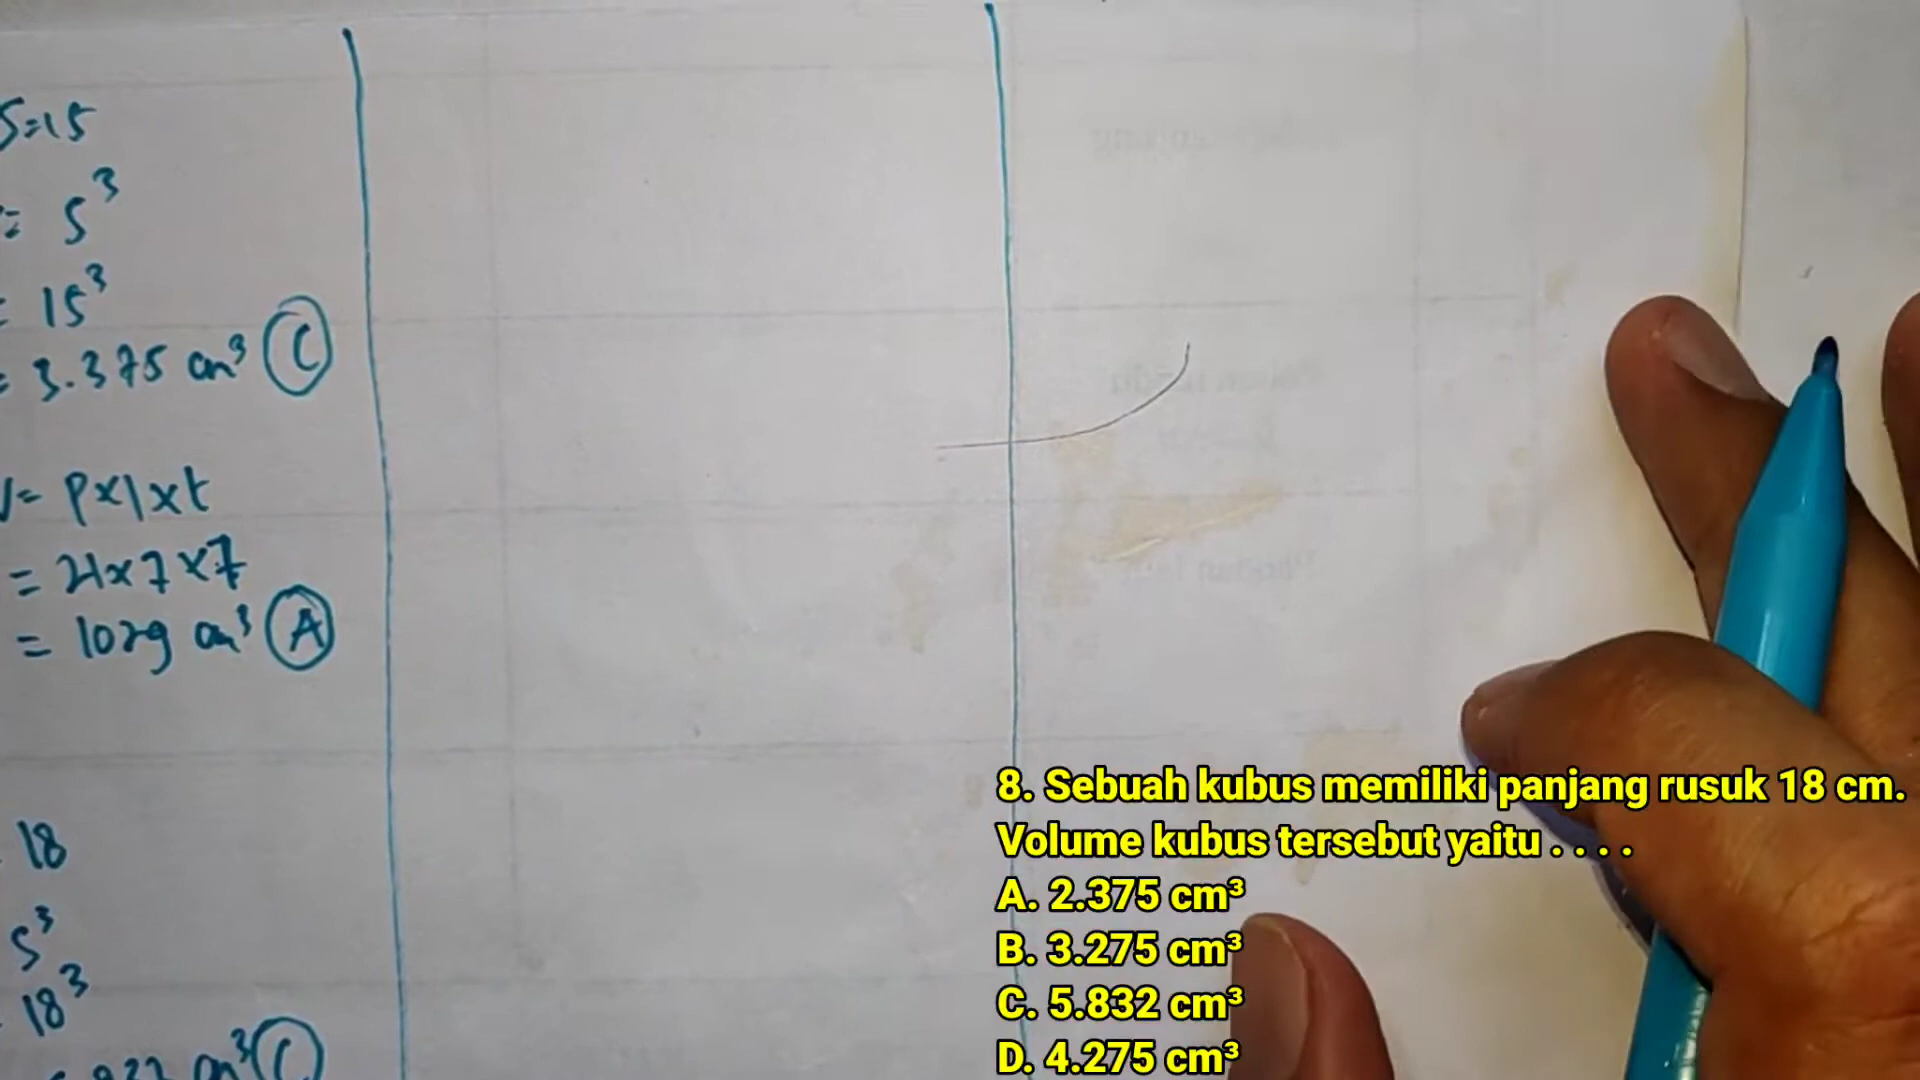 S=15
= S³
= 15³
= 3.375 cm³ C
V= P×l×t
= 21×7×7
= 1029 cm³ A
18
S³
18³
cm³ C
8. Sebuah kubus memiliki panjang rusuk 18 cm.
Volume kubus tersebut yaitu . . . .
A. 2.375 cm³
B. 3.275 cm³
C. 5.832 cm³
D. 4.275 cm³